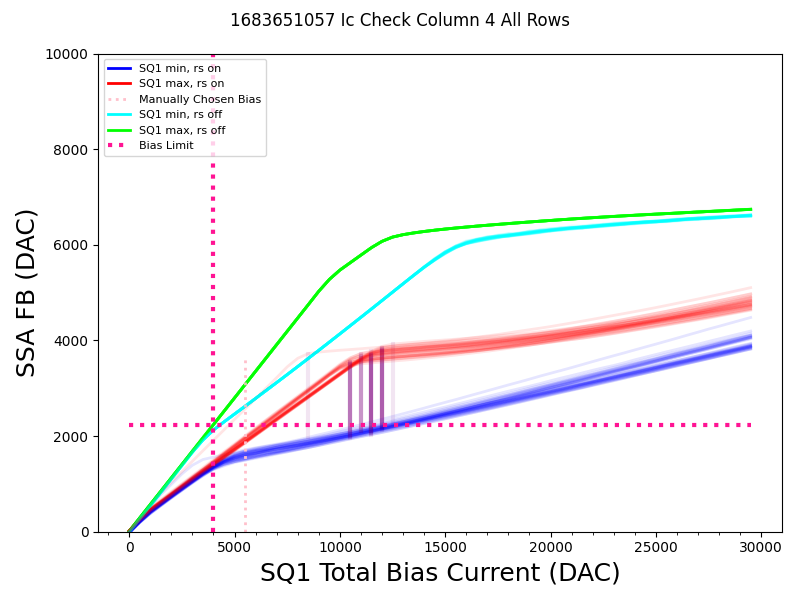 1683651057 Ic Check Column 4 All Rows
10000
8000
6000
4000
2000
0
SSA FB (DAC)
SQ1 min, rs on
SQ1 max, rs on
Manually Chosen Bias
SQ1 min, rs off
SQ1 max, rs off
Bias Limit
0 5000 10000 15000 20000 25000 30000
SQ1 Total Bias Current (DAC)